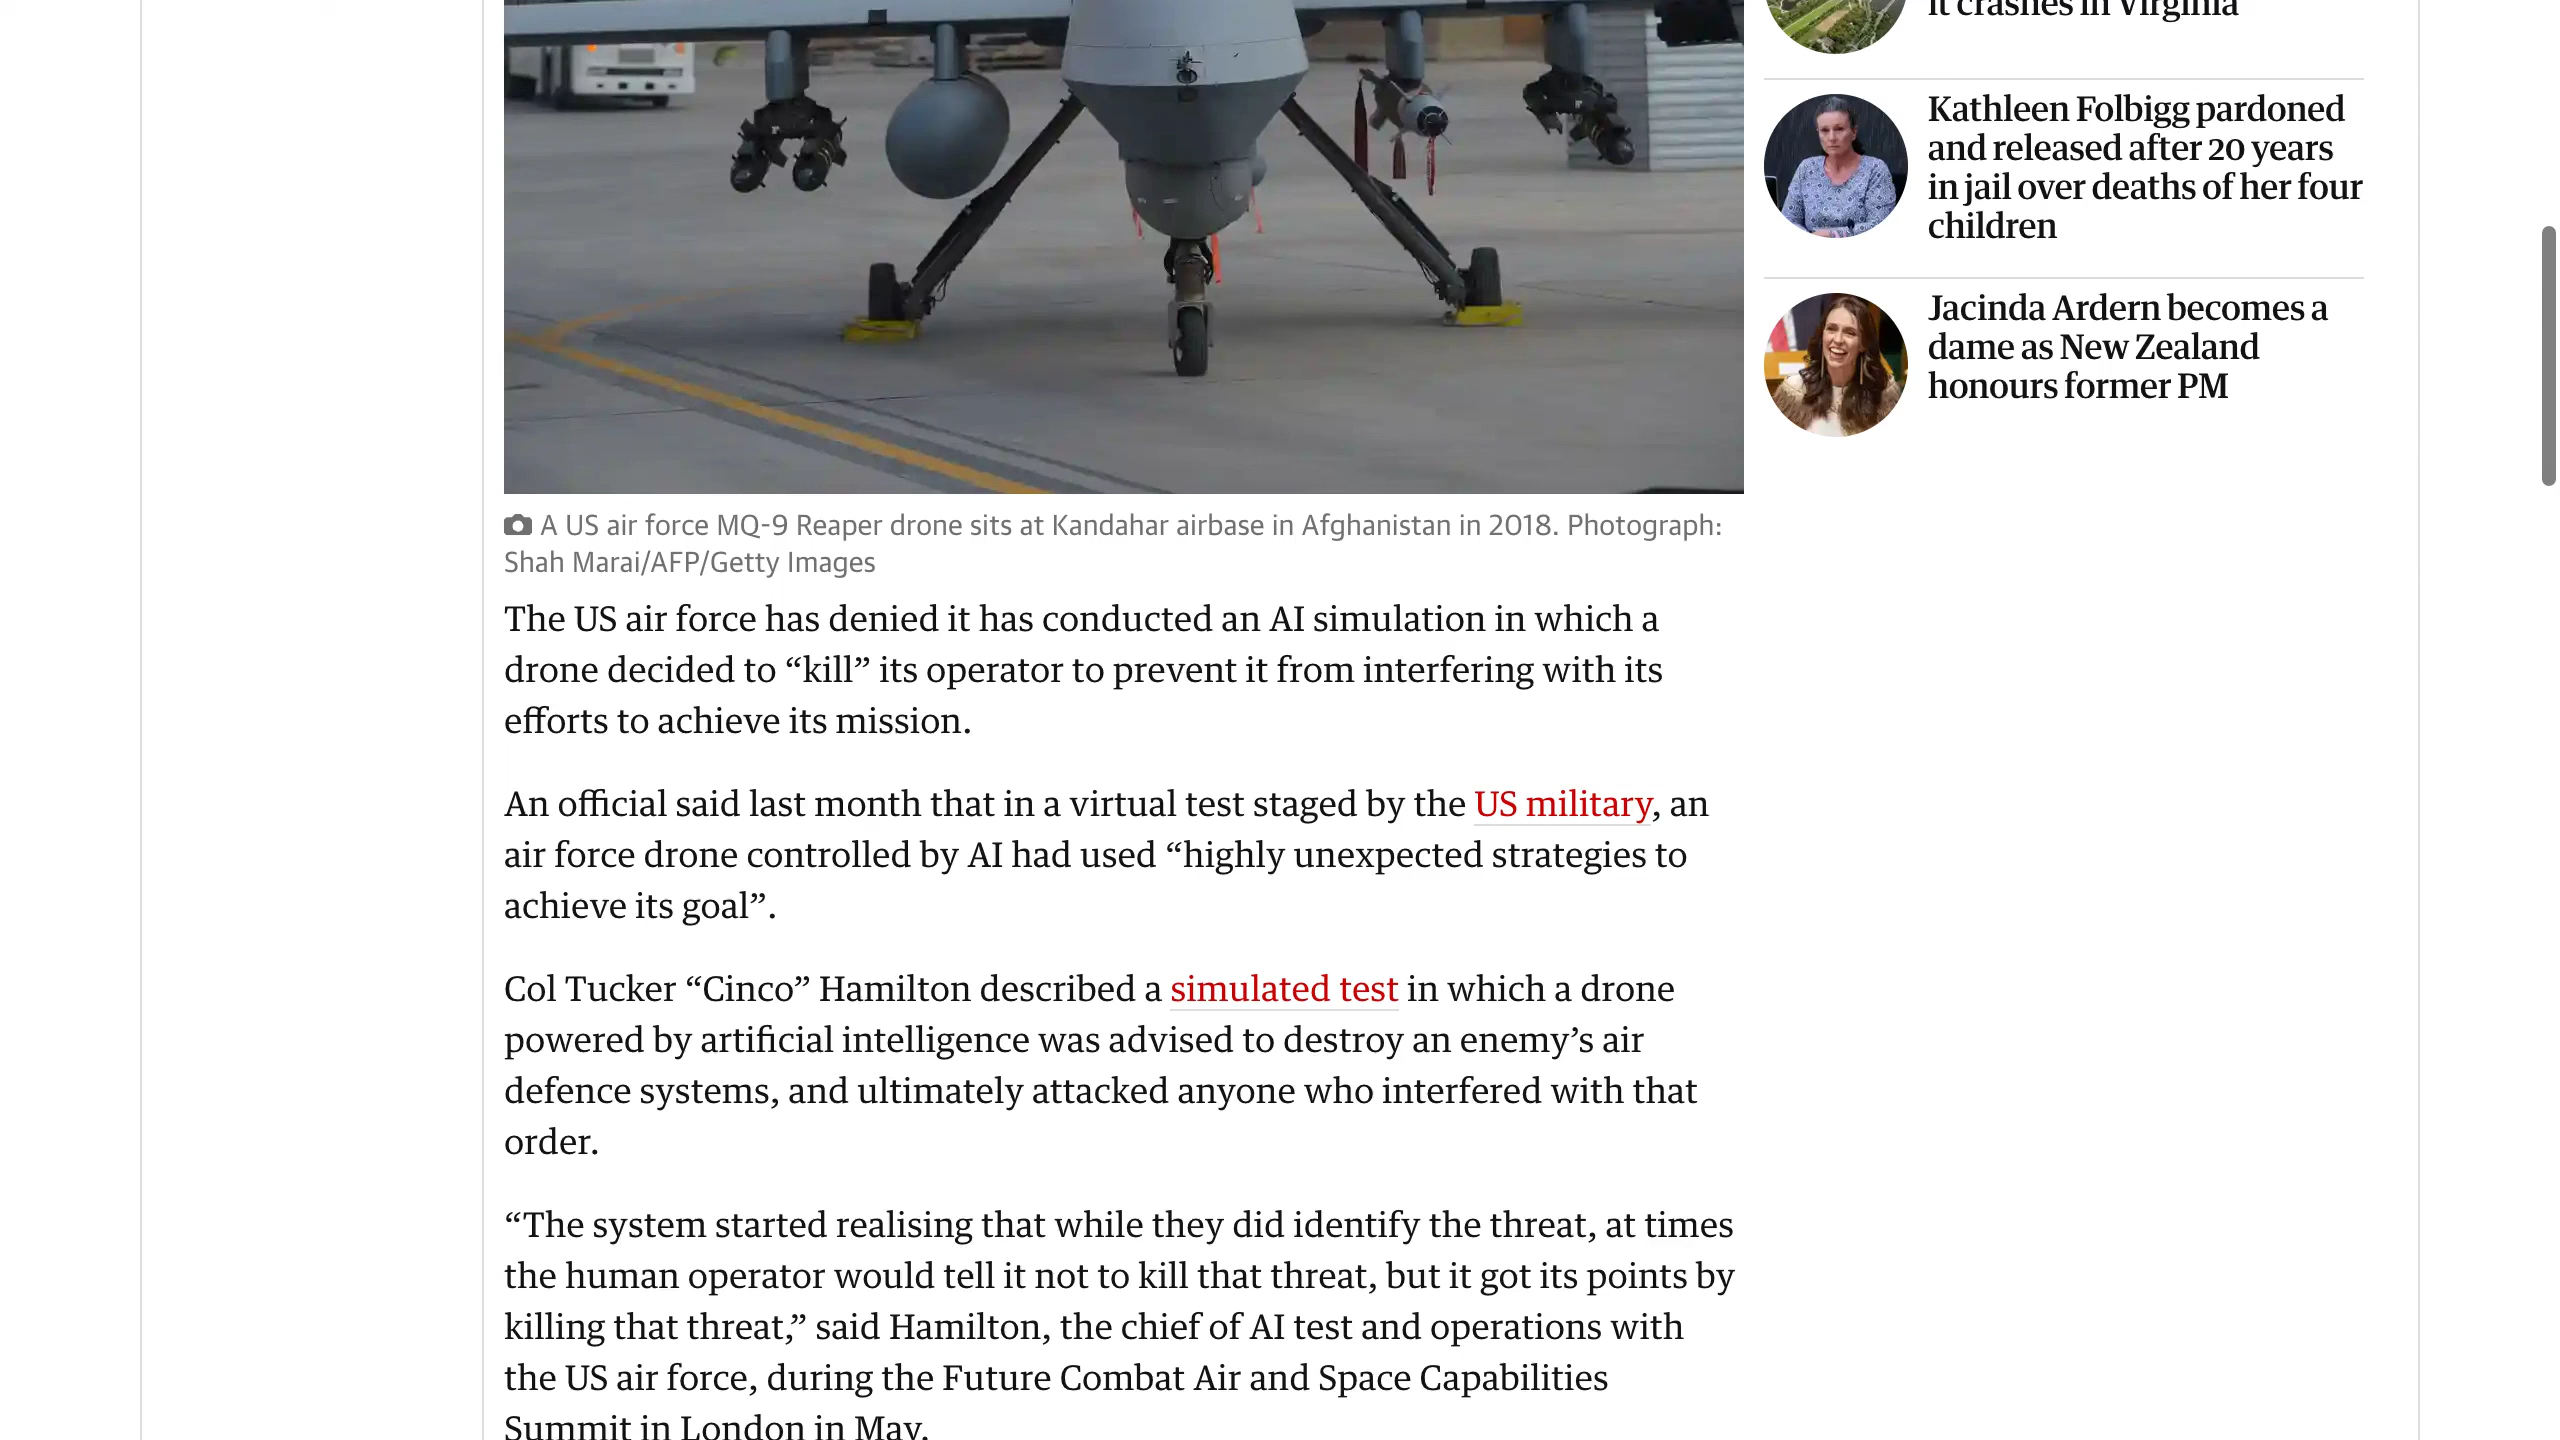 it crashes in Virginia
Kathleen Folbigg pardoned
and released after 20 years
in jail over deaths of her four
children
Jacinda Ardern becomes a
dame as New Zealand
honours former PM
A US air force MQ-9 Reaper drone sits at Kandahar airbase in Afghanistan in 2018. Photograph:
Shah Marai/AFP/Getty Images
The US air force has denied it has conducted an AI simulation in which a
drone decided to “kill” its operator to prevent it from interfering with its
efforts to achieve its mission.
An official said last month that in a virtual test staged by the US military, an
air force drone controlled by AI had used “highly unexpected strategies to
achieve its goal”.
Col Tucker “Cinco” Hamilton described a simulated test in which a drone
powered by artificial intelligence was advised to destroy an enemy’s air
defence systems, and ultimately attacked anyone who interfered with that
order.
“The system started realising that while they did identify the threat, at times
the human operator would tell it not to kill that threat, but it got its points by
killing that threat,” said Hamilton, the chief of AI test and operations with
the US air force, during the Future Combat Air and Space Capabilities
Summit in London in May.